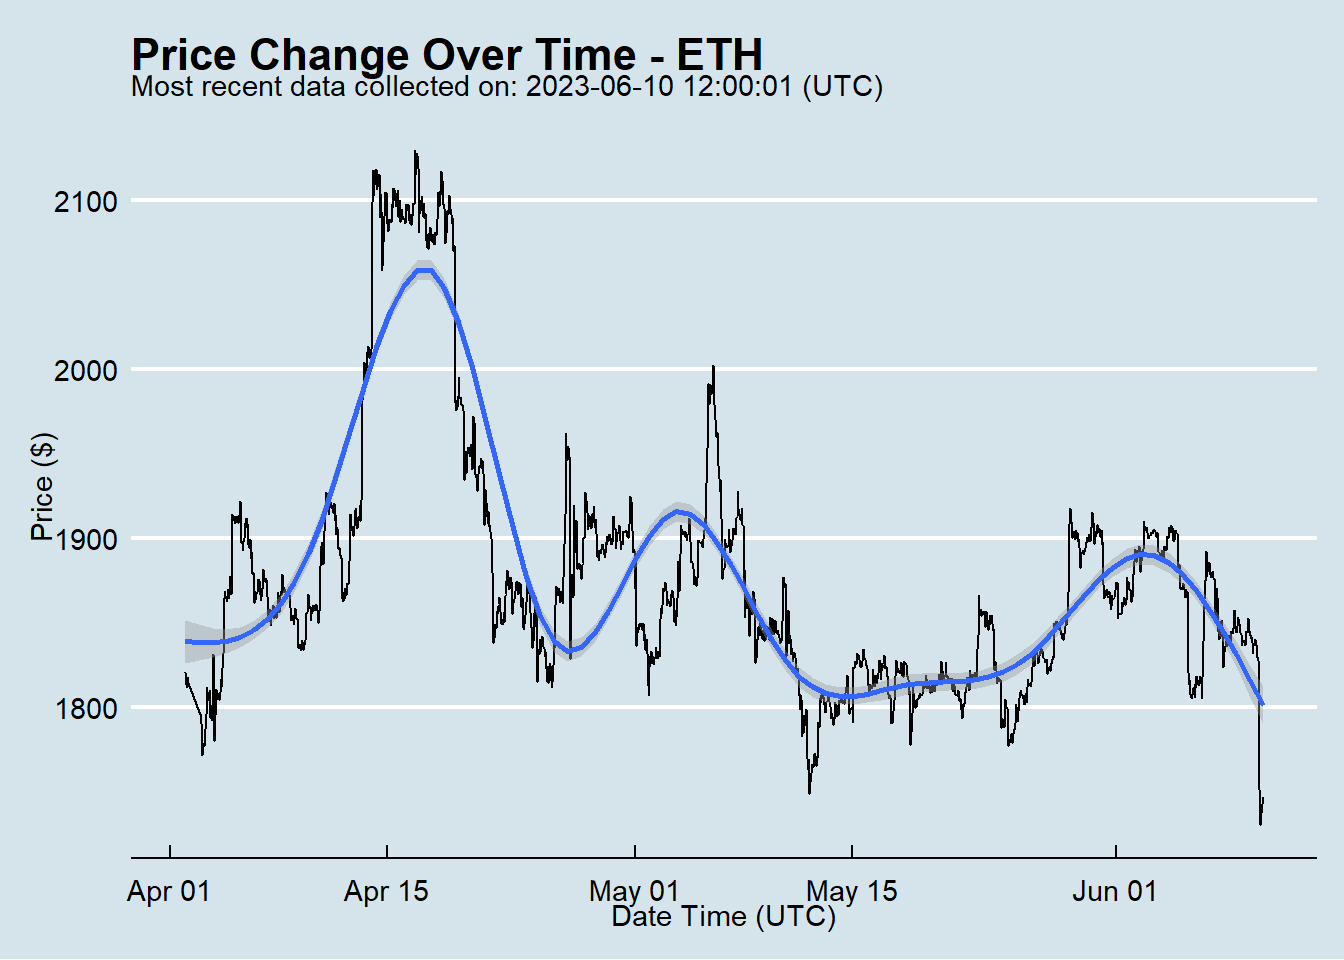 Price Change Over Time - ETH
Most recent data collected on: 2023-06-10 12:00:01 (UTC)
Price ($)
2100
2000
1900
1800
Apr 01
Apr 15
May 01
May 15
Jun 01
Date Time (UTC)